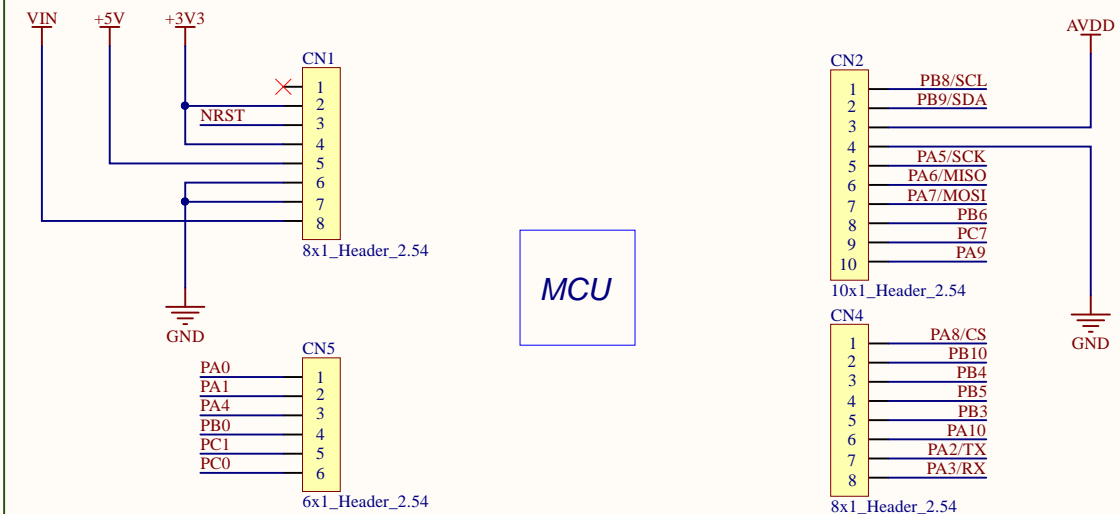 VIN
+5V
+3V3
AVDD
CN1
1
2
NRST
3
4
5
6
7
8
8x1_Header_2.54
CN2
1
PB8/SCL
2
PB9/SDA
3
4
5
PA5/SCK
6
PA6/MISO
7
PA7/MOSI
8
PB6
9
PC7
10
PA9
10x1_Header_2.54
MCU
GND
GND
CN5
PA0
1
PA1
2
PA4
3
PB0
4
PC1
5
PC0
6
6x1_Header_2.54
CN4
1
PA8/CS
2
PB10
3
PB4
4
PB5
5
PB3
6
PA10
7
PA2/TX
8
PA3/RX
8x1_Header_2.54